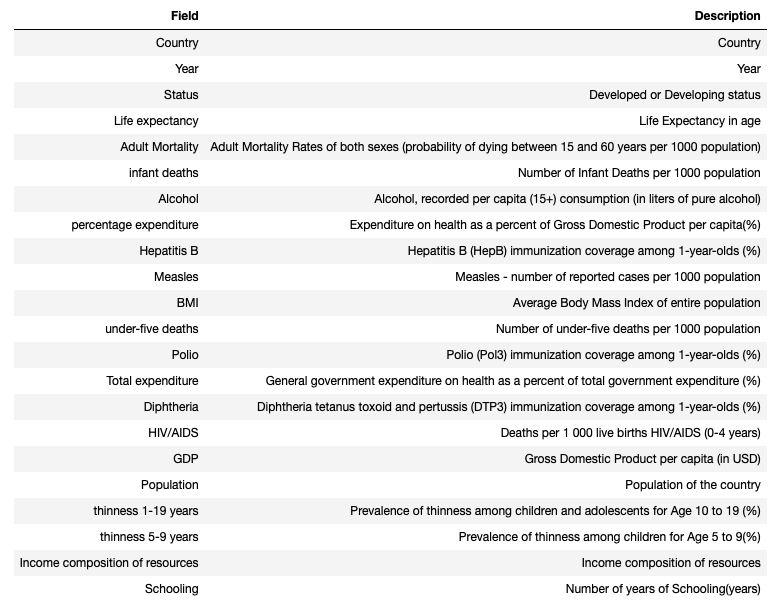 Field Description
Country Country
Year Year
Status Developed or Developing status
Life expectancy Life Expectancy in age
Adult Mortality Adult Mortality Rates of both sexes (probability of dying between 15 and 60 years per 1000 population)
infant deaths Number of Infant Deaths per 1000 population
Alcohol Alcohol, recorded per capita (15+) consumption (in liters of pure alcohol)
percentage expenditure Expenditure on health as a percent of Gross Domestic Product per capita(%)
Hepatitis B Hepatitis B (HepB) immunization coverage among 1-year-olds (%)
Measles Measles - number of reported cases per 1000 population
BMI Average Body Mass Index of entire population
under-five deaths Number of under-five deaths per 1000 population
Polio Polio (Pol3) immunization coverage among 1-year-olds (%)
Total expenditure General government expenditure on health as a percent of total government expenditure (%)
Diphtheria Diphtheria tetanus toxoid and pertussis (DTP3) immunization coverage among 1-year-olds (%)
HIV/AIDS Deaths per 1 000 live births HIV/AIDS (0-4 years)
GDP Gross Domestic Product per capita (in USD)
Population Population of the country
thinness 1-19 years Prevalence of thinness among children and adolescents for Age 10 to 19 (%)
thinness 5-9 years Prevalence of thinness among children for Age 5 to 9(%)
Income composition of resources Income composition of resources
Schooling Number of years of Schooling(years)